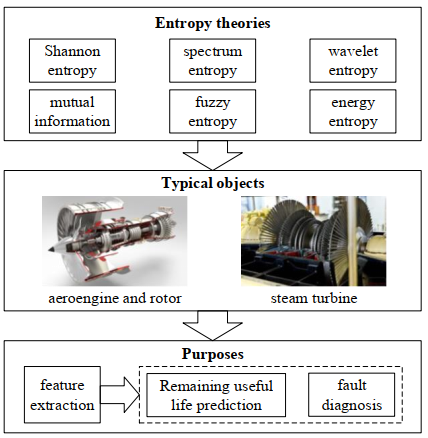 Entropy theories
Shannon entropy
spectrum entropy
wavelet entropy
mutual information
fuzzy entropy
energy entropy
Typical objects
aeroengine and rotor
steam turbine
Purposes
feature extraction
Remaining useful life prediction
fault diagnosis